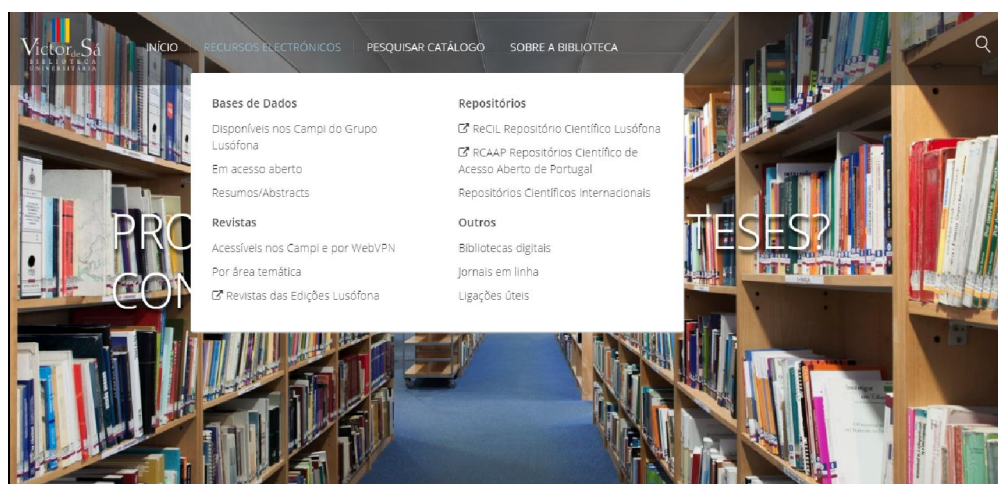 Victor de Sá
BIBLIOTECA
UNIVERSITÁRIA
INÍCIO
RECURSOS ELECTRÓNICOS
PESQUISAR CATÁLOGO
SOBRE A BIBLIOTECA
Bases de Dados
Disponíveis nos Campi do Grupo
Lusófona
Em acesso aberto
Resumos/Abstracts
Revistas
Acessíveis nos Campi e por WebVPN
Por área temática
Revistas das Edições Lusófona
Repositórios
ReCiL Repositório Científico Lusófona
RCAAP Repositórios Científico de
Acesso Aberto de Portugal
Repositórios Científicos Internacionais
Outros
Bibliotecas digitais
Jornais em linha
Ligações úteis
PRO
TESES?
CON